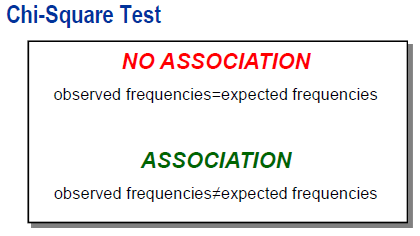 Chi-Square Test
NO ASSOCIATION
observed frequencies=expected frequencies
ASSOCIATION
observed frequencies≠expected frequencies